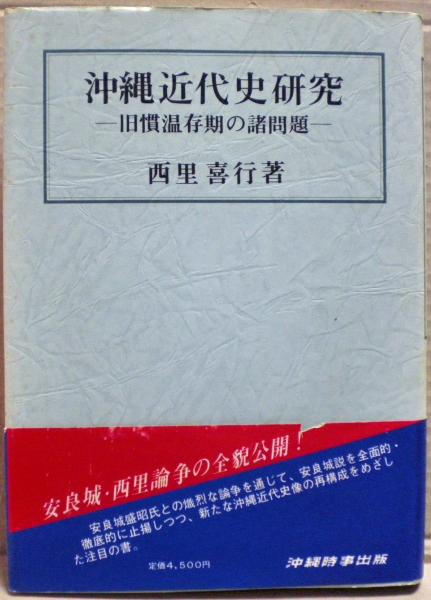 沖縄近代史研究
―旧慣温存期の諸問題―
西里喜行著
安良城・西里論争の全貌公開！
安良城盛昭氏との熾烈な論争を通じて、安良城説を全面的・
徹底的に止揚しつつ、新たな沖縄近代史像の再構成をめざし
た注目の書。
定価4,500円
沖縄時事出版